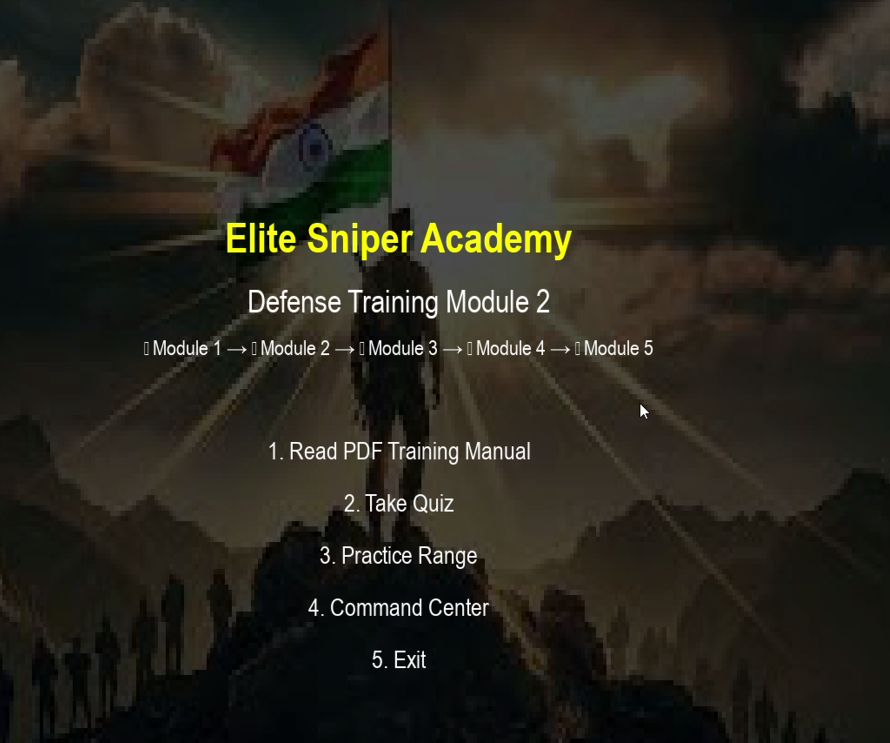 Elite Sniper Academy
Defense Training Module 2
▯ Module 1 → ▯ Module 2 → ▯ Module 3 → ▯ Module 4 → ▯ Module 5
1. Read PDF Training Manual
2. Take Quiz
3. Practice Range
4. Command Center
5. Exit